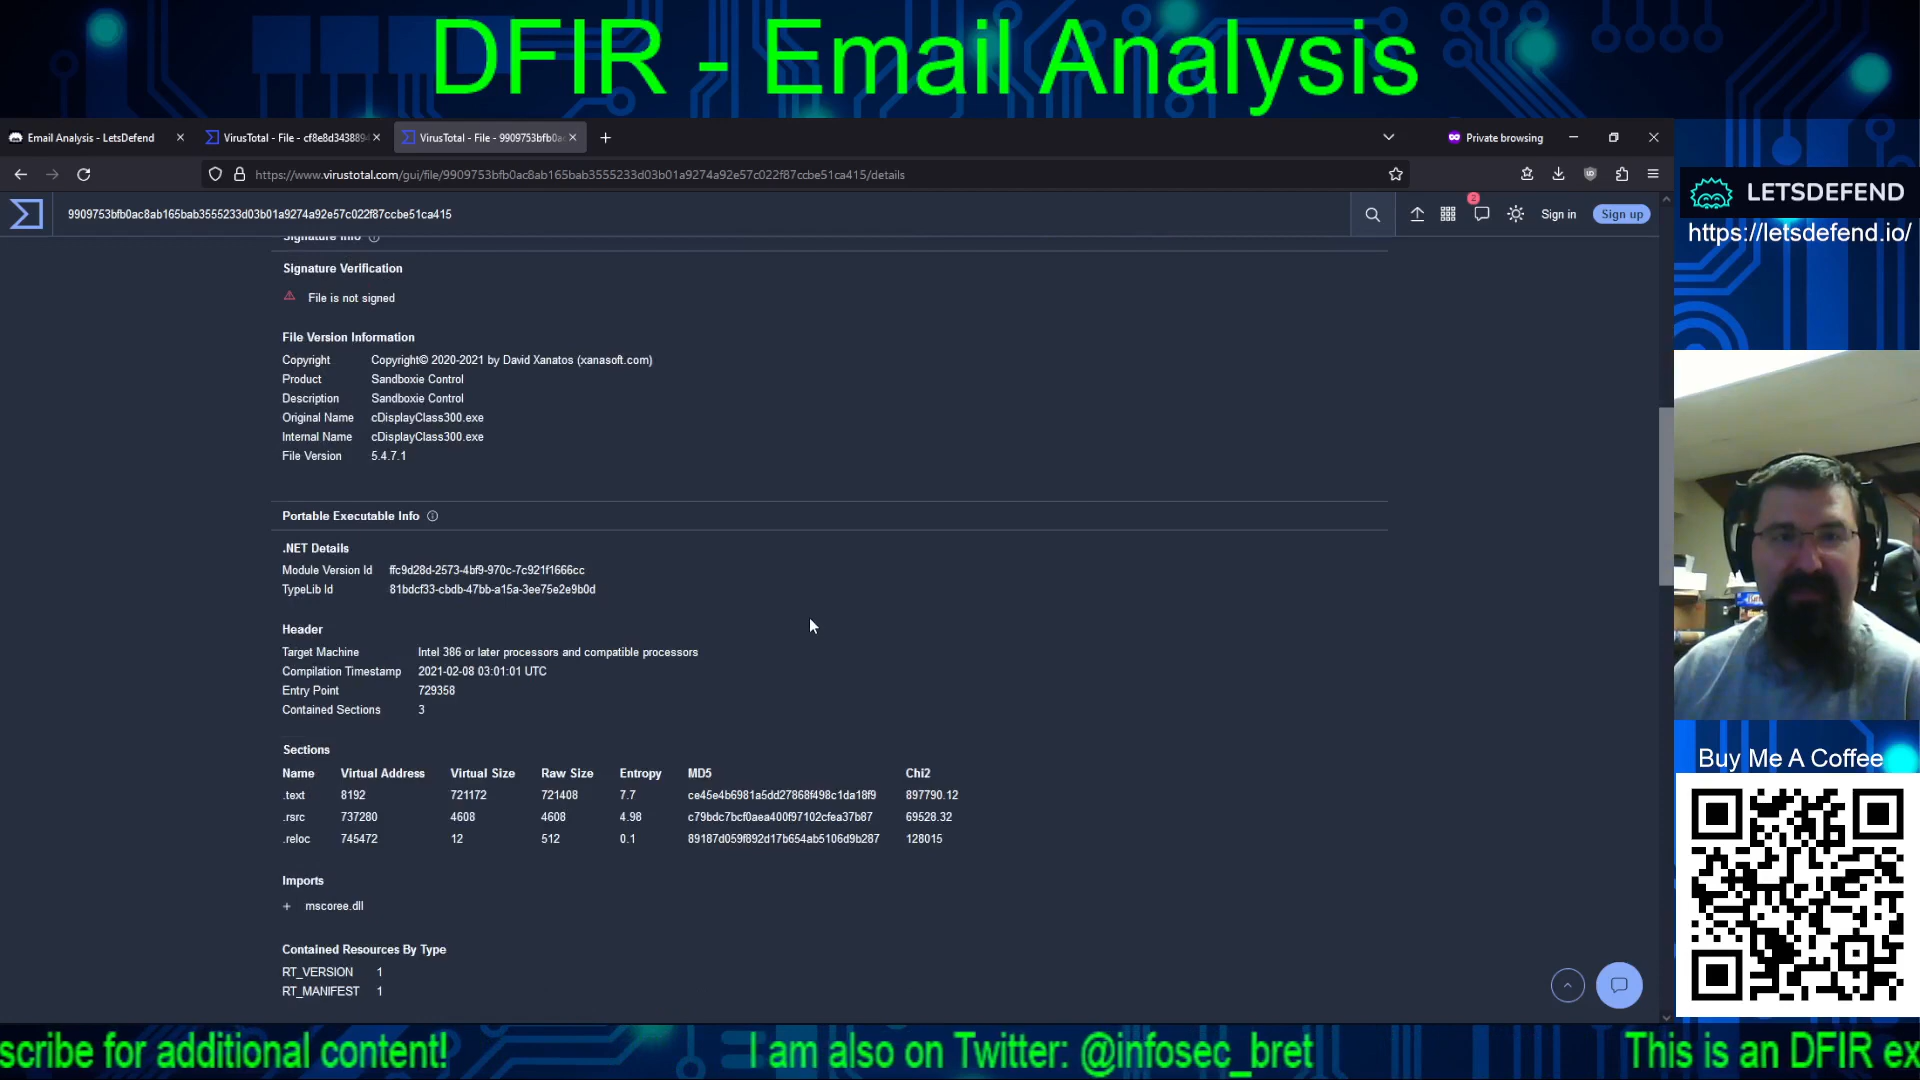 DFIR - Email Analysis
Email Analysis - LetsDefend
VirusTotal - File - cf8e8d343889
VirusTotal - File - 9909753bfb0a
Private browsing
https://www.virustotal.com/gui/file/9909753bfb0ac8ab165bab3555233d03b01a9274a92e57c022f87ccbe51ca415/details
9909753bfb0ac8ab165bab3555233d03b01a9274a92e57c022f87ccbe51ca415
2
Sign in
Sign up
LETSDEFEND
https://letsdefend.io/
Signature Info
Signature Verification
File is not signed
File Version Information
Copyright Copyright© 2020-2021 by David Xanatos (xanasoft.com)
Product Sandboxie Control
Description Sandboxie Control
Original Name cDisplayClass300.exe
Internal Name cDisplayClass300.exe
File Version 5.4.7.1
Portable Executable Info
.NET Details
Module Version Id ffc9d28d-2573-4bf9-970c-7c921f1666cc
TypeLib Id 81bdcf33-cbdb-47bb-a15a-3ee75e2e9b0d
Header
Target Machine Intel 386 or later processors and compatible processors
Compilation Timestamp 2021-02-08 03:01:01 UTC
Entry Point 729358
Contained Sections 3
Sections
Name Virtual Address Virtual Size Raw Size Entropy MD5 Chi2
.text 8192 721172 721408 7.7 ce45e4b6981a5dd27868f498c1da18f9 897790.12
.rsrc 737280 4608 4608 4.98 c79bdc7bcf0aea400f97102cfea37b87 69528.32
.reloc 745472 12 512 0.1 89187d059f892d17b654ab5106d9b287 128015
Imports
+ mscoree.dll
Contained Resources By Type
RT_VERSION 1
RT_MANIFEST 1
Buy Me A Coffee
scribe for additional content! I am also on Twitter: @infosec_bret This is an DFIR ex